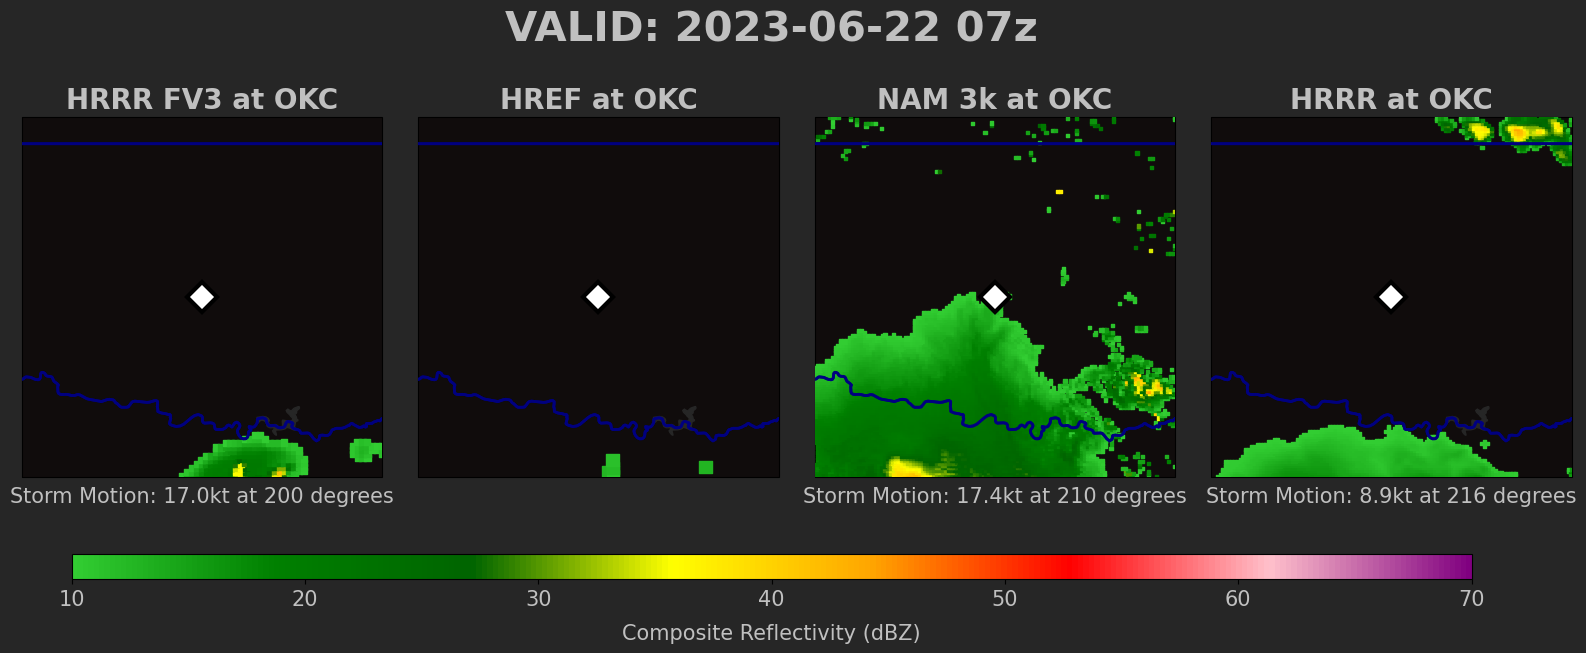 VALID: 2023-06-22 07z
HRRR FV3 at OKC
HREF at OKC
NAM 3k at OKC
HRRR at OKC
Storm Motion: 17.0kt at 200 degrees
Storm Motion: 17.4kt at 210 degrees
Storm Motion: 8.9kt at 216 degrees
10 20 30 40 50 60 70
Composite Reflectivity (dBZ)